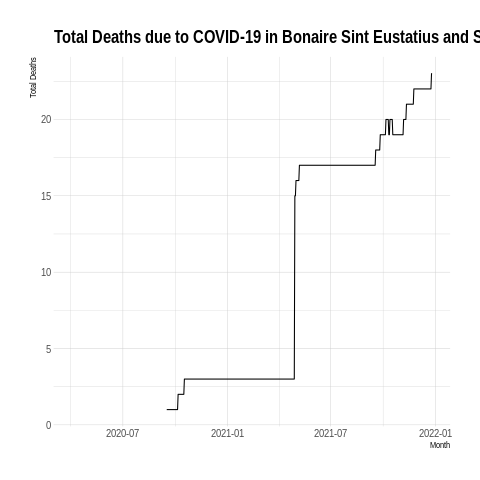 Total Deaths due to COVID-19 in Bonaire Sint Eustatius and S
Total Deaths
20
15
10
5
0
2020-07 2021-01 2021-07 2022-01
Month